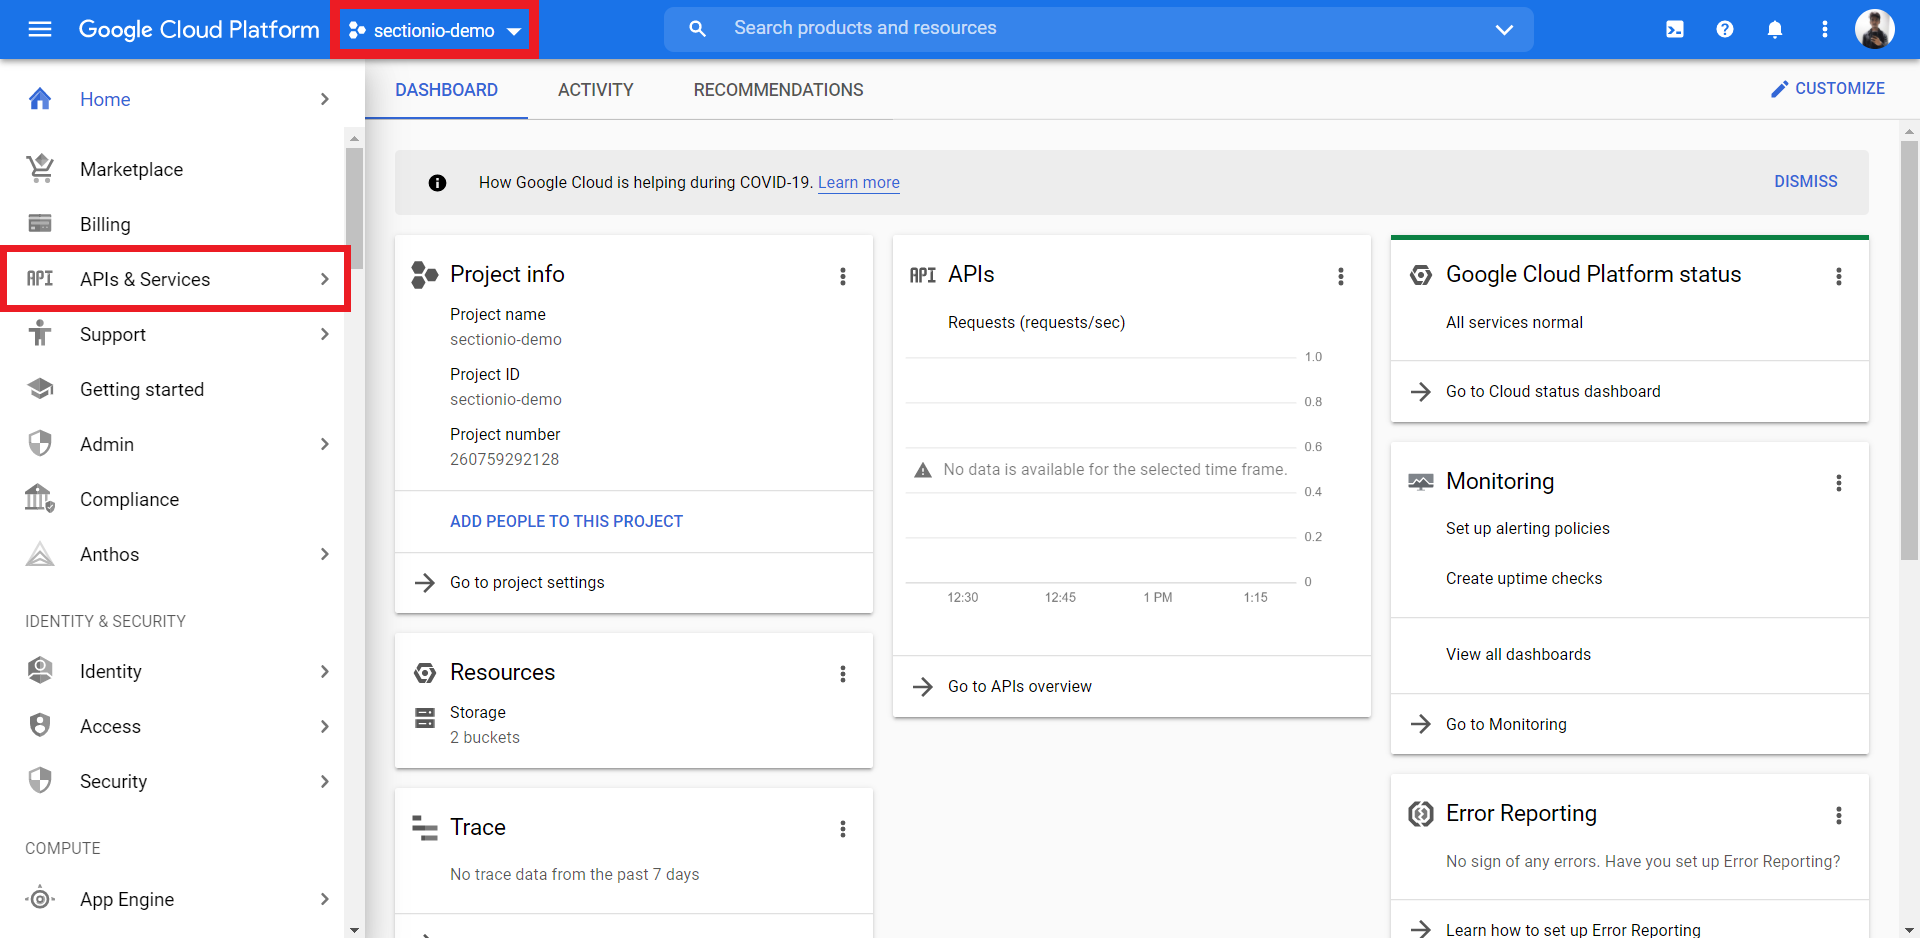 Google Cloud Platform
sectionio-demo
Search products and resources
Home
Marketplace
Billing
API APIs & Services
Support
Getting started
Admin
Compliance
Anthos
IDENTITY & SECURITY
Identity
Access
Security
COMPUTE
App Engine
DASHBOARD
ACTIVITY
RECOMMENDATIONS
CUSTOMIZE
How Google Cloud is helping during COVID-19. Learn more
DISMISS
Project info
Project name
sectionio-demo
Project ID
sectionio-demo
Project number
260759292128
ADD PEOPLE TO THIS PROJECT
Go to project settings
Resources
Storage
2 buckets
Trace
No trace data from the past 7 days
API APIs
Requests (requests/sec)
1.0
0.8
0.6
No data is available for the selected time frame.
0.4
0.2
0
12:30 12:45 1 PM 1:15
Go to APIs overview
Google Cloud Platform status
All services normal
Go to Cloud status dashboard
Monitoring
Set up alerting policies
Create uptime checks
View all dashboards
Go to Monitoring
Error Reporting
No sign of any errors. Have you set up Error Reporting?
Learn how to set up Error Reporting